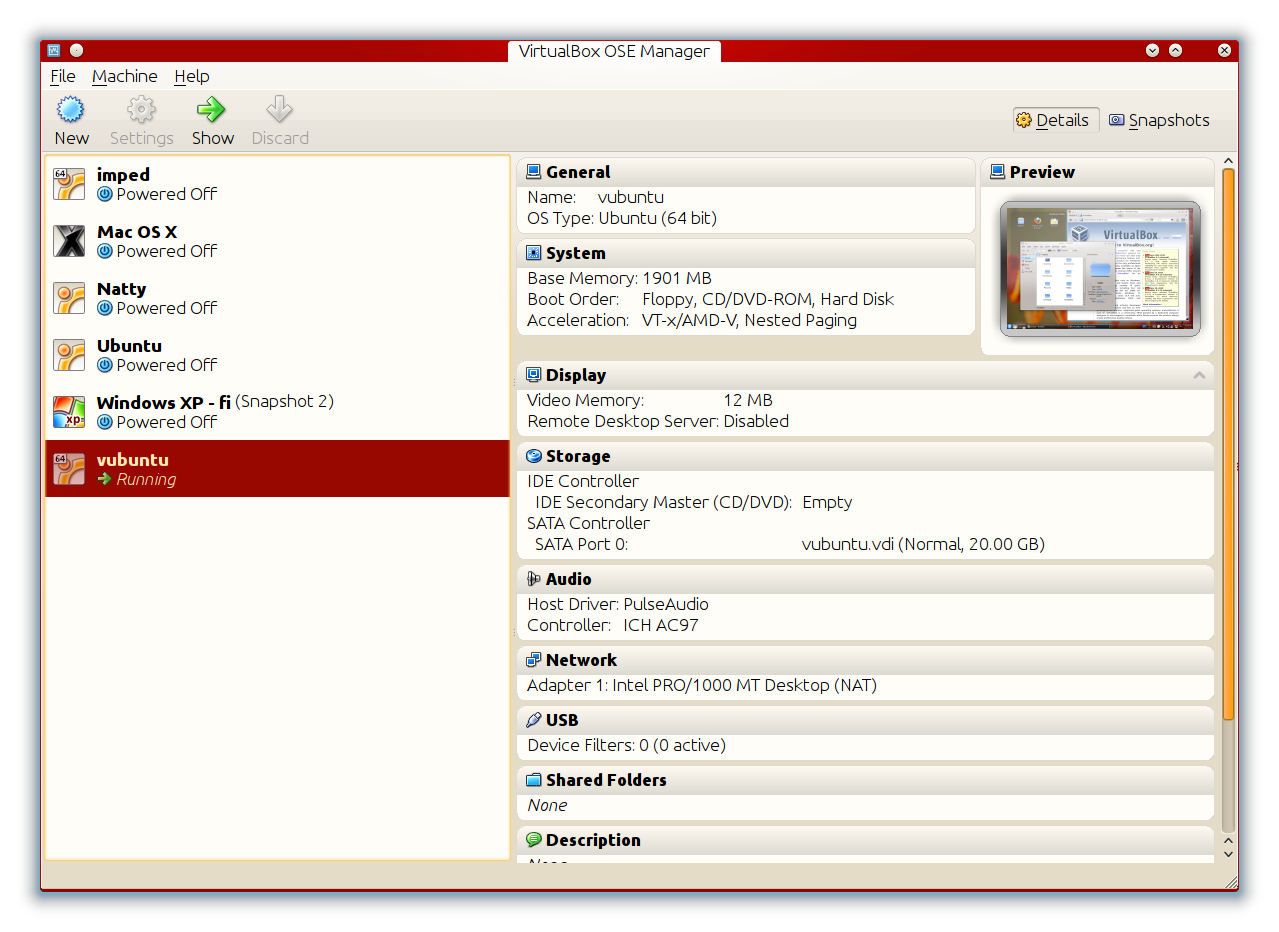 VirtualBox OSE Manager
File Machine Help
New Settings Show Discard
Details Snapshots
64
imped
Powered Off
Mac OS X
Powered Off
Natty
Powered Off
Ubuntu
Powered Off
xp
Windows XP - fi (Snapshot 2)
Powered Off
64
vubuntu
Running
General
Name: vubuntu
OS Type: Ubuntu (64 bit)
System
Base Memory: 1901 MB
Boot Order: Floppy, CD/DVD-ROM, Hard Disk
Acceleration: VT-x/AMD-V, Nested Paging
Preview
VirtualBox
Display
Video Memory: 12 MB
Remote Desktop Server: Disabled
Storage
IDE Controller
IDE Secondary Master (CD/DVD): Empty
SATA Controller
SATA Port 0: vubuntu.vdi (Normal, 20.00 GB)
Audio
Host Driver: PulseAudio
Controller: ICH AC97
Network
Adapter 1: Intel PRO/1000 MT Desktop (NAT)
USB
Device Filters: 0 (0 active)
Shared Folders
None
Description